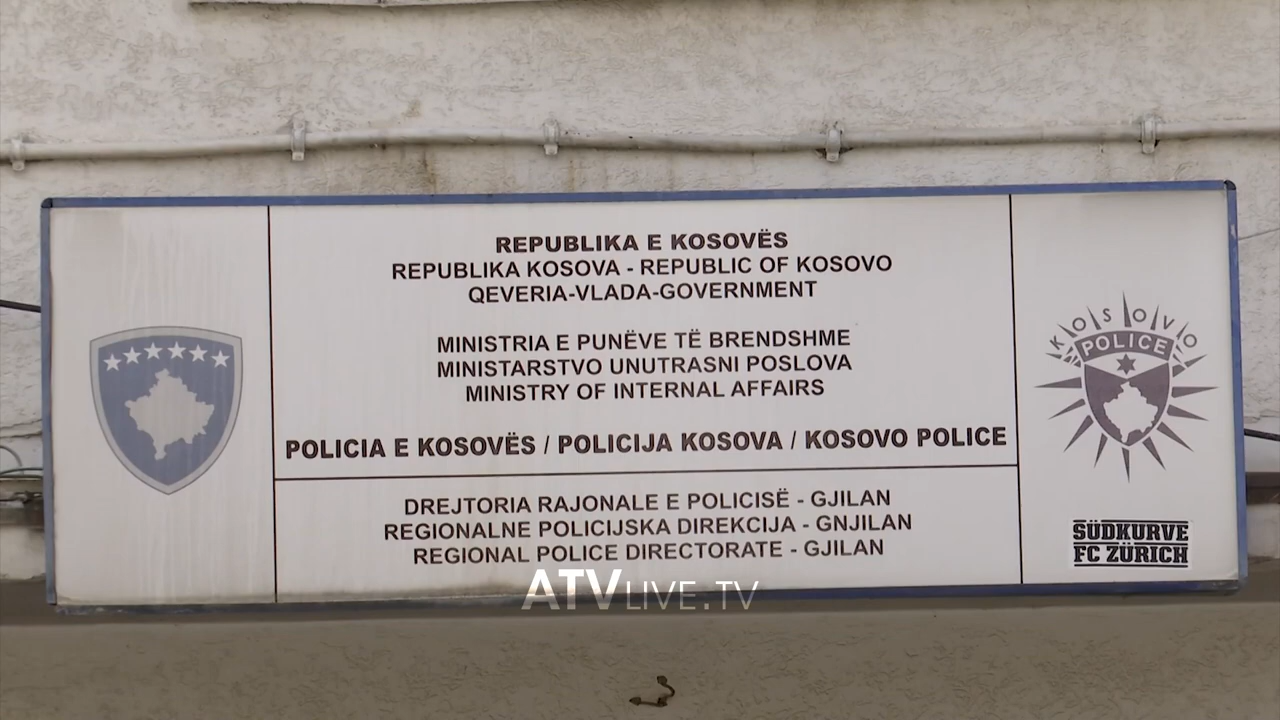 REPUBLIKA E KOSOVËS
REPUBLIKA KOSOVA - REPUBLIC OF KOSOVO
QEVERIA-VLADA-GOVERNMENT
MINISTRIA E PUNËVE TË BRENDSHME
MINISTARSTVO UNUTRASNI POSLOVA
MINISTRY OF INTERNAL AFFAIRS
POLICIA E KOSOVËS / POLICIJA KOSOVA / KOSOVO POLICE
DREJTORIA RAJONALE E POLICISË - GJILAN
REGIONALNE POLICIJSKA DIREKCIJA - GNJILAN
REGIONAL POLICE DIRECTORATE - GJILAN
KOSOVO
POLICE
SÜDKURVE
FC ZÜRICH
ATVLIVE.TV